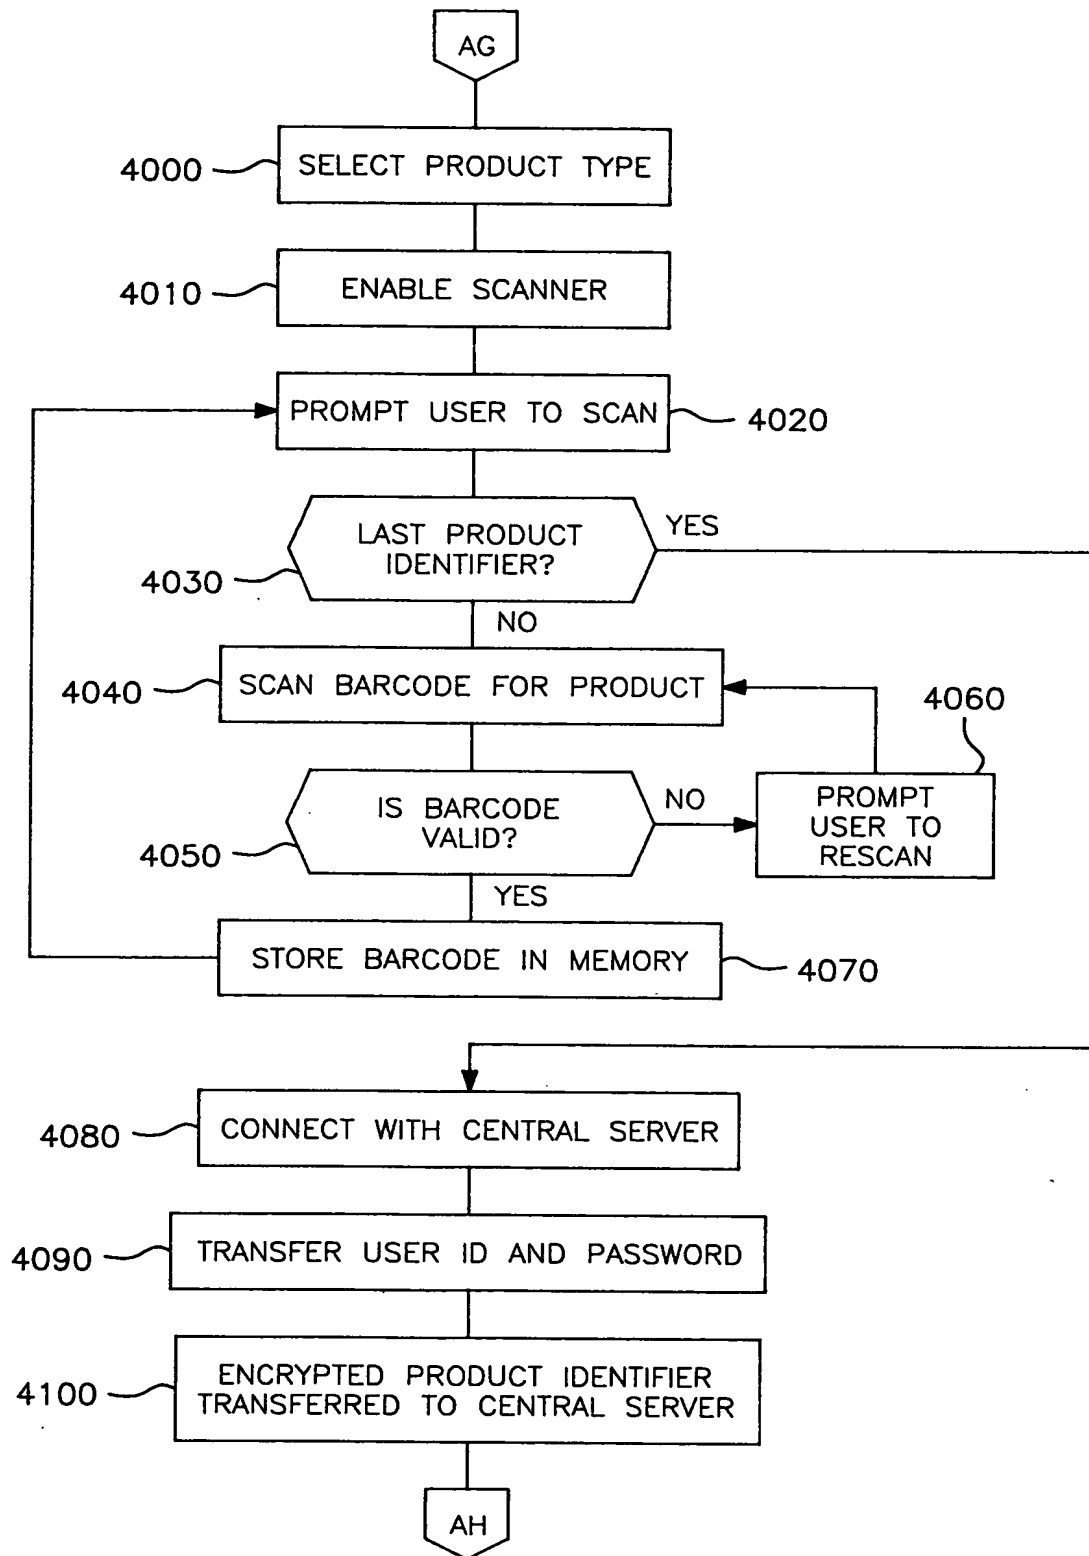 AG
4000
SELECT PRODUCT TYPE
4010
ENABLE SCANNER
PROMPT USER TO SCAN
4020
LAST PRODUCT
IDENTIFIER?
YES
4030
NO
4040
SCAN BARCODE FOR PRODUCT
4060
IS BARCODE
VALID?
NO
PROMPT
USER TO
RESCAN
4050
YES
STORE BARCODE IN MEMORY
4070
4080
CONNECT WITH CENTRAL SERVER
4090
TRANSFER USER ID AND PASSWORD
4100
ENCRYPTED PRODUCT IDENTIFIER
TRANSFERRED TO CENTRAL SERVER
AH